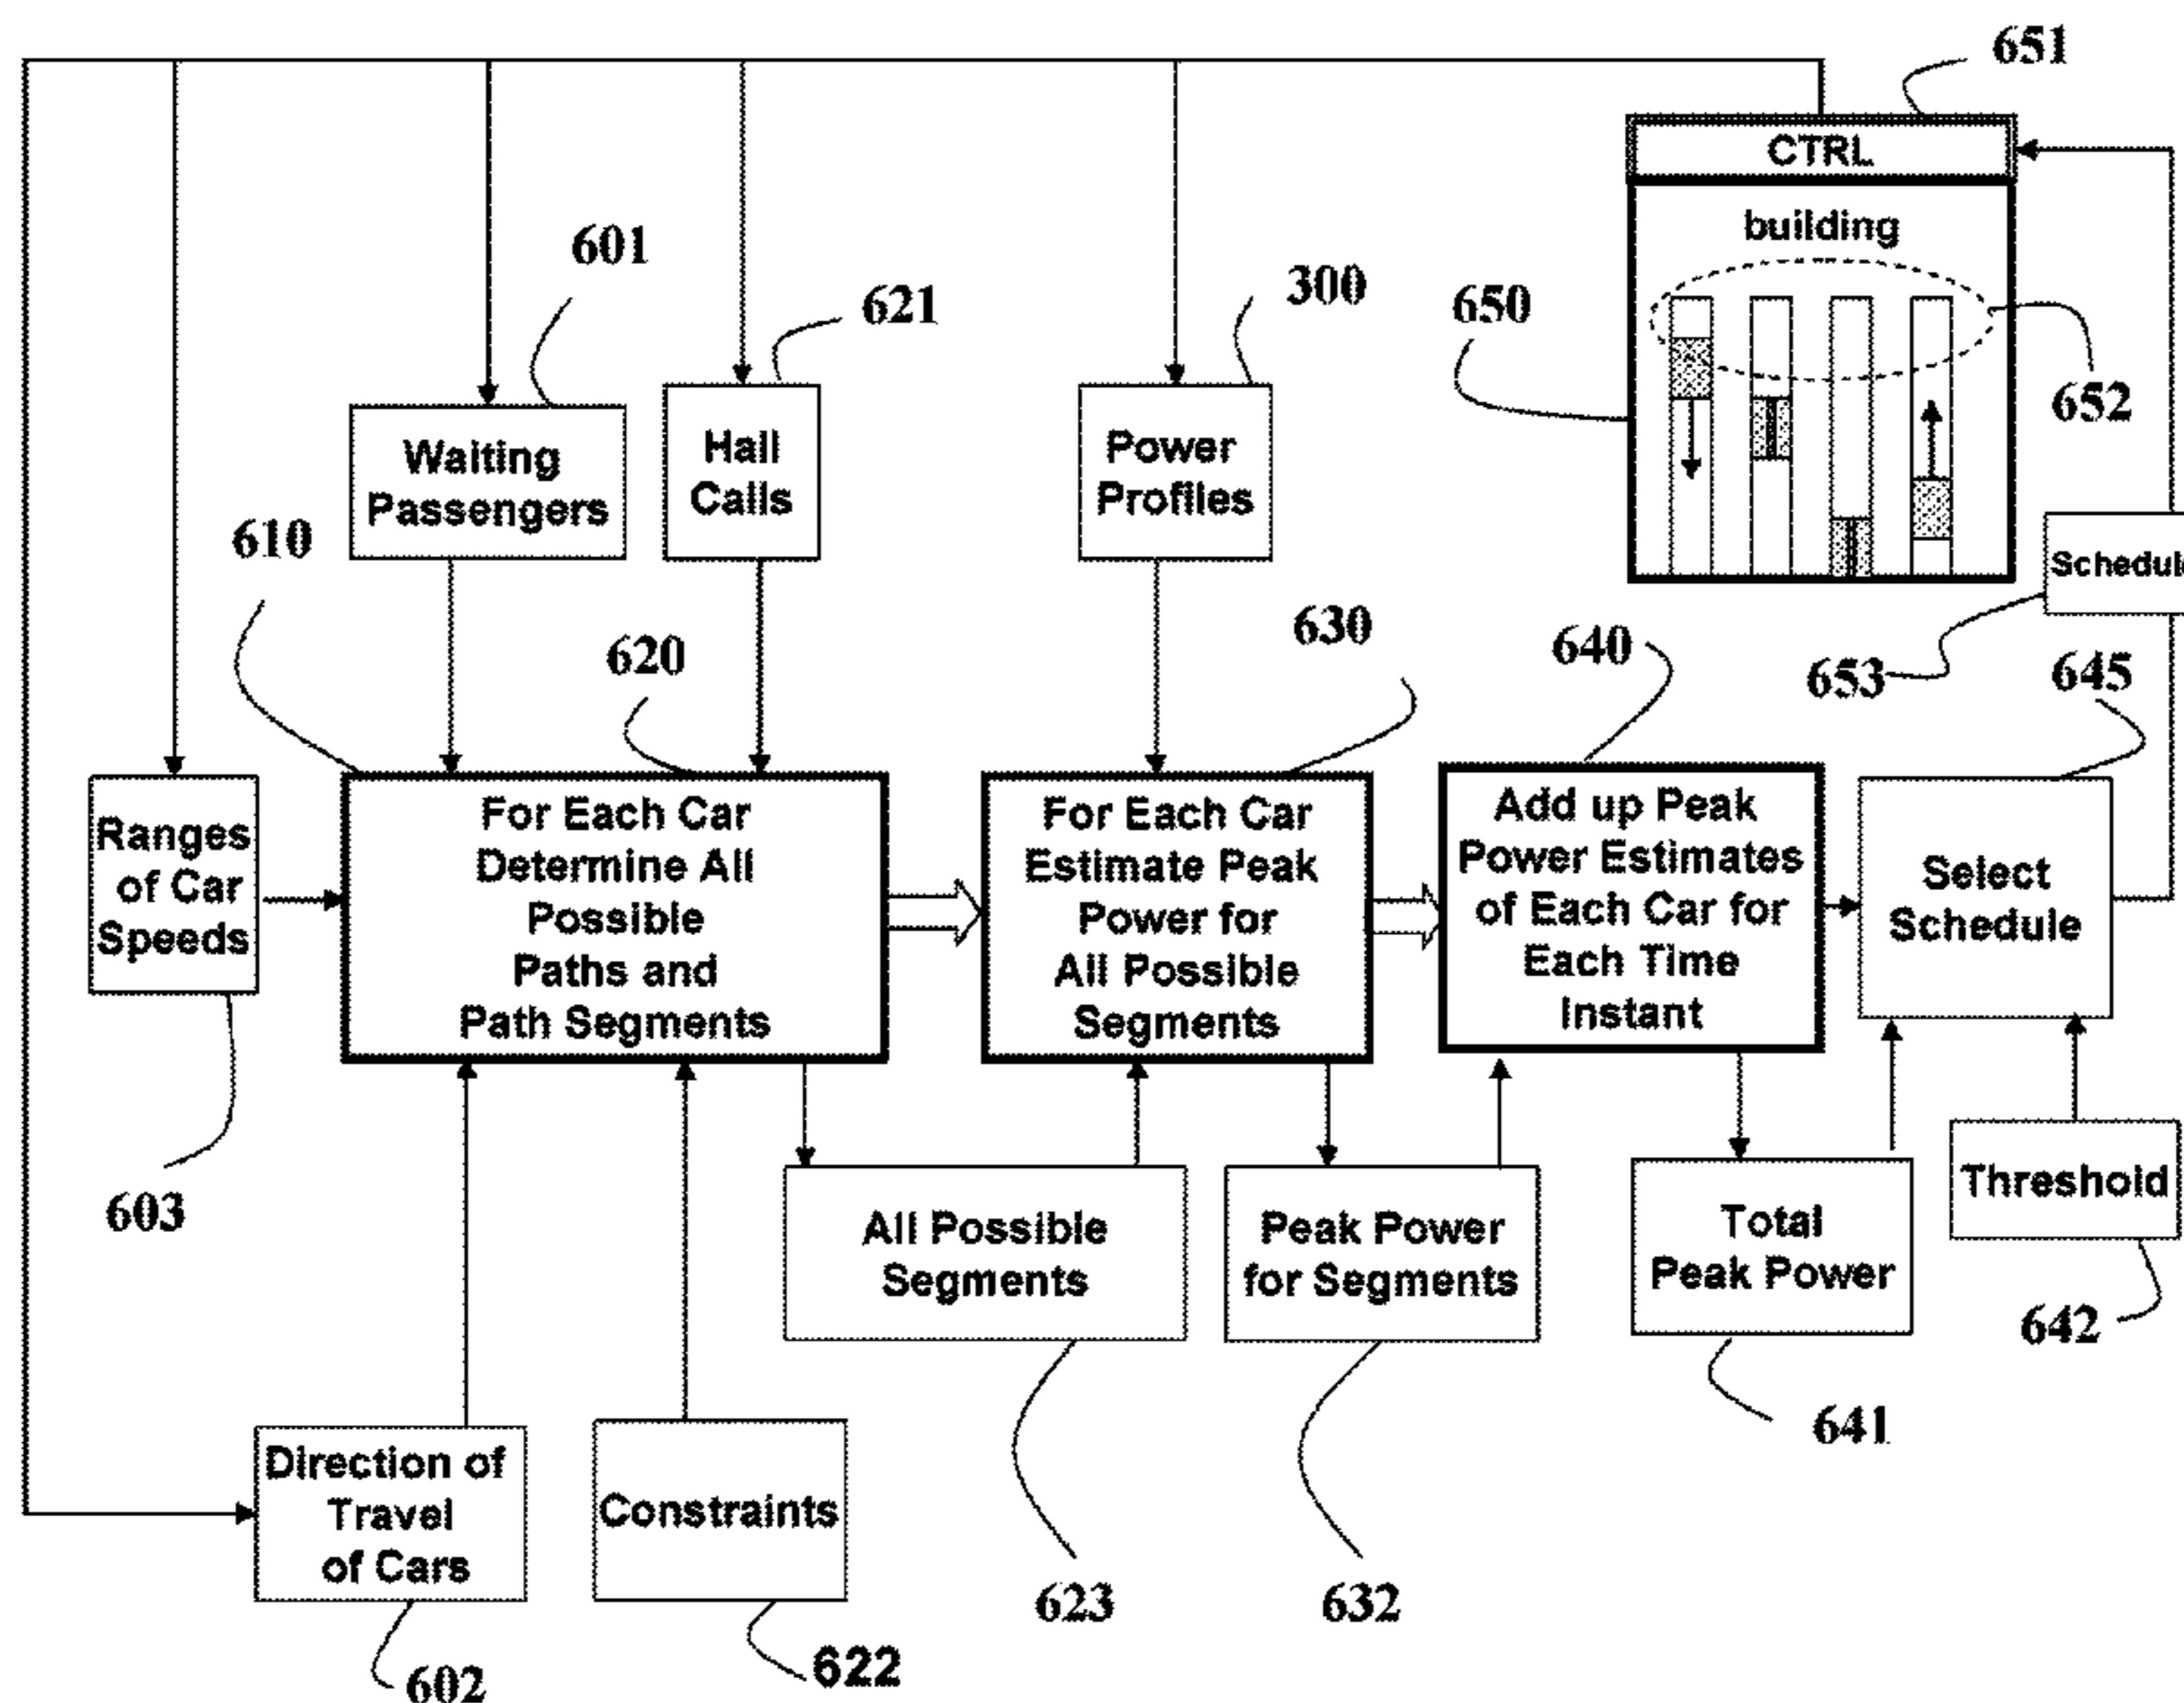 651
CTRL
building
601
621
300
650
652
Waiting
Passengers
Hall
Calls
Power
Profiles
610
620
630
640
653
645
Ranges
of Car
Speeds
For Each Car
Determine All
Possible
Paths and
Path Segments
For Each Car
Estimate Peak
Power for
All Possible
Segments
Add up Peak
Power Estimates
of Each Car for
Each Time
Instant
Select
Schedule
603
All Possible
Segments
Peak Power
for Segments
Total
Peak Power
Threshold
642
641
Direction of
Travel
of Cars
Constraints
623
632
602
622